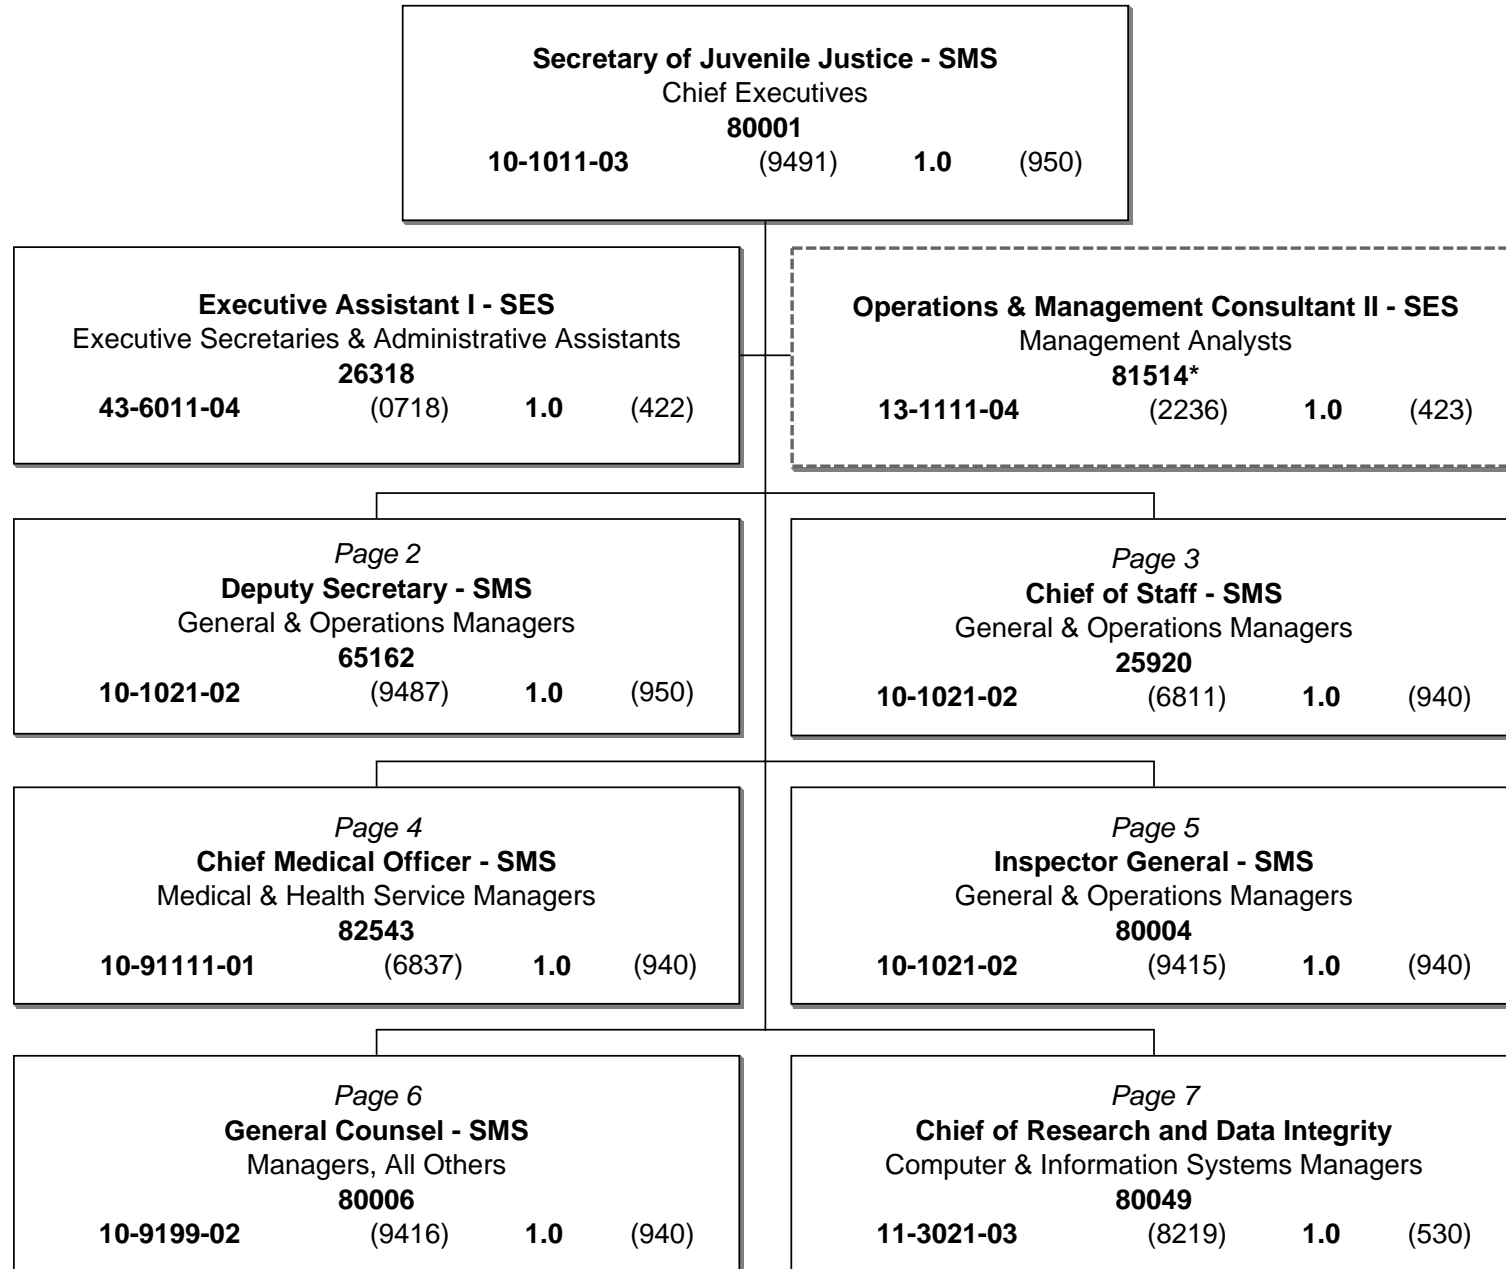 Secretary of Juvenile Justice - SMS
Chief Executives
80001
10-1011-03 (9491) 1.0 (950)
Executive Assistant I - SES
Executive Secretaries & Administrative Assistants
26318
43-6011-04 (0718) 1.0 (422)
Operations & Management Consultant II - SES
Management Analysts
81514*
13-1111-04 (2236) 1.0 (423)
Page 2
Deputy Secretary - SMS
General & Operations Managers
65162
10-1021-02 (9487) 1.0 (950)
Page 3
Chief of Staff - SMS
General & Operations Managers
25920
10-1021-02 (6811) 1.0 (940)
Page 4
Chief Medical Officer - SMS
Medical & Health Service Managers
82543
10-91111-01 (6837) 1.0 (940)
Page 5
Inspector General - SMS
General & Operations Managers
80004
10-1021-02 (9415) 1.0 (940)
Page 6
General Counsel - SMS
Managers, All Others
80006
10-9199-02 (9416) 1.0 (940)
Page 7
Chief of Research and Data Integrity
Computer & Information Systems Managers
80049
11-3021-03 (8219) 1.0 (530)